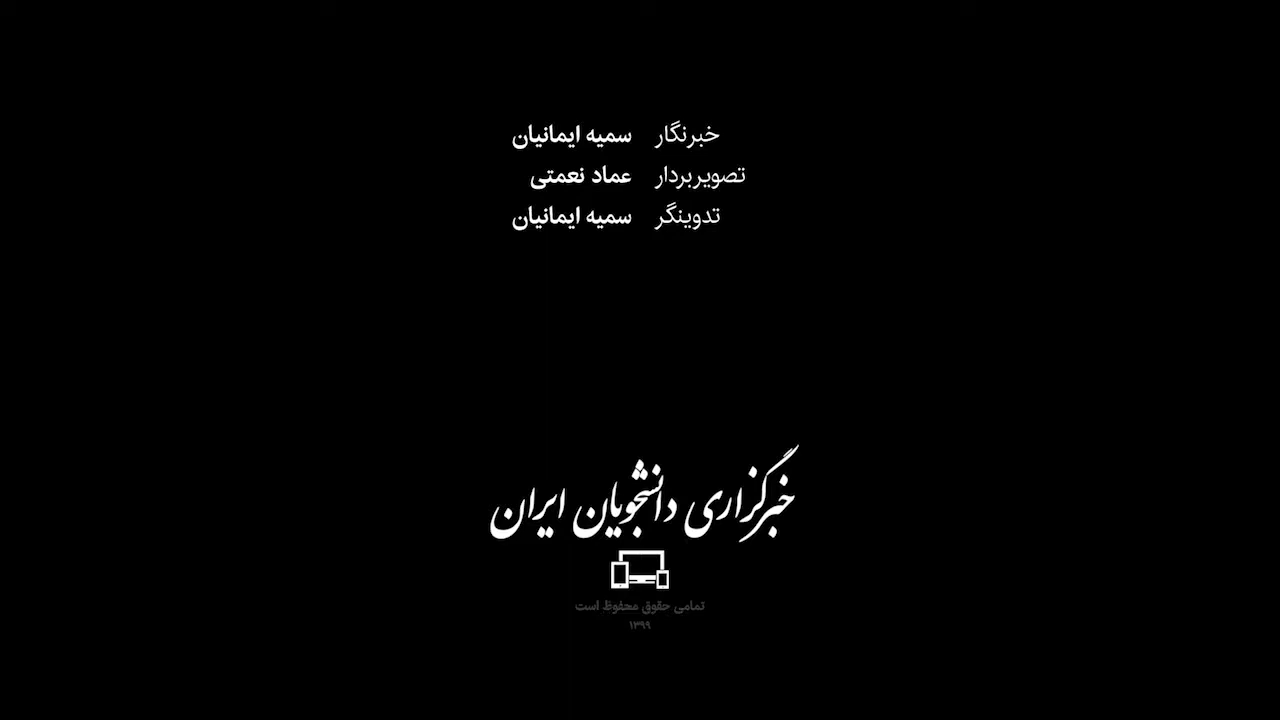 خبرنگار سمیه ایمانیان
تصویربردار عماد نعمتی
تدوینگر سمیه ایمانیان
خبرگزاری دانشجویان ایران
تمامی حقوق محفوظ است
۱۳۹۹